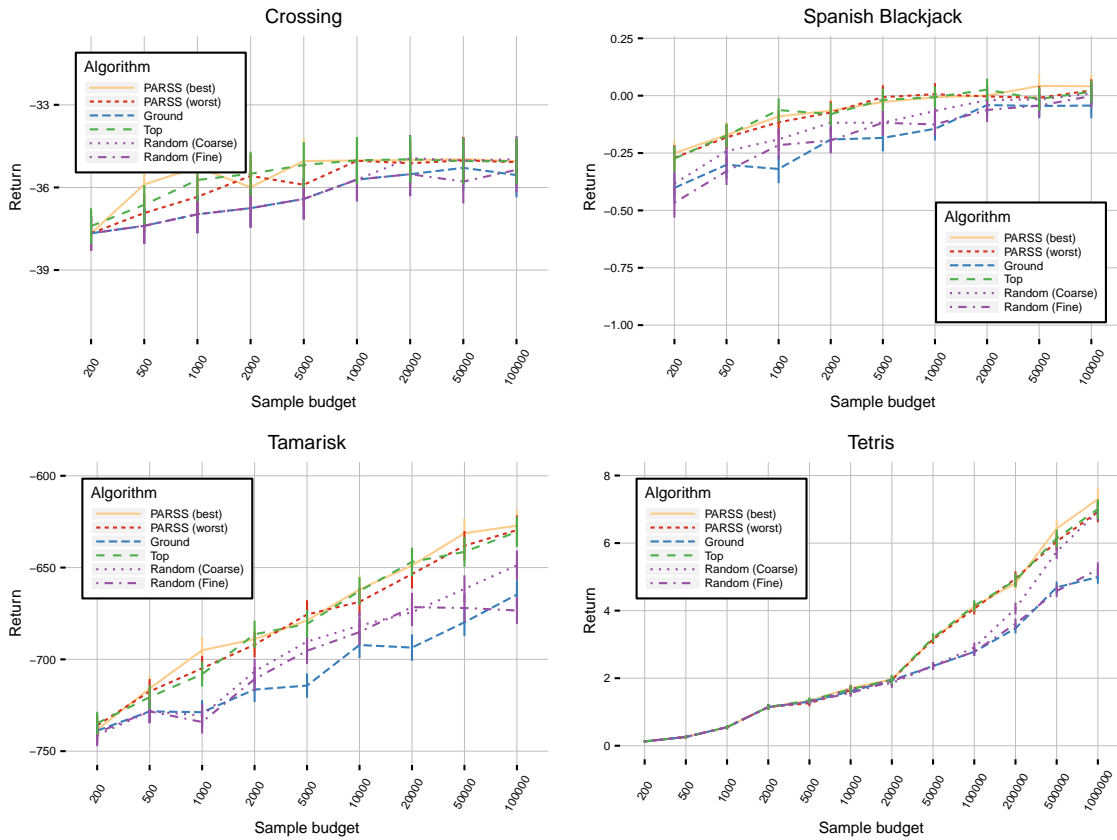 Crossing
Return
−33
−36
−39
Algorithm
PARSS (best)
PARSS (worst)
Ground
Top
Random (Coarse)
Random (Fine)
200
500
1000
2000
5000
10000
20000
50000
100000
Sample budget
Spanish Blackjack
Return
0.25
0.00
−0.25
−0.50
−0.75
−1.00
Algorithm
PARSS (best)
PARSS (worst)
Ground
Top
Random (Coarse)
Random (Fine)
200
500
1000
2000
5000
10000
20000
50000
100000
Sample budget
Tamarisk
Return
−600
−650
−700
−750
Algorithm
PARSS (best)
PARSS (worst)
Ground
Top
Random (Coarse)
Random (Fine)
200
500
1000
2000
5000
10000
20000
50000
100000
Sample budget
Tetris
Return
8
6
4
2
0
Algorithm
PARSS (best)
PARSS (worst)
Ground
Top
Random (Coarse)
Random (Fine)
200
500
1000
2000
5000
10000
20000
50000
100000
200000
500000
1000000
Sample budget